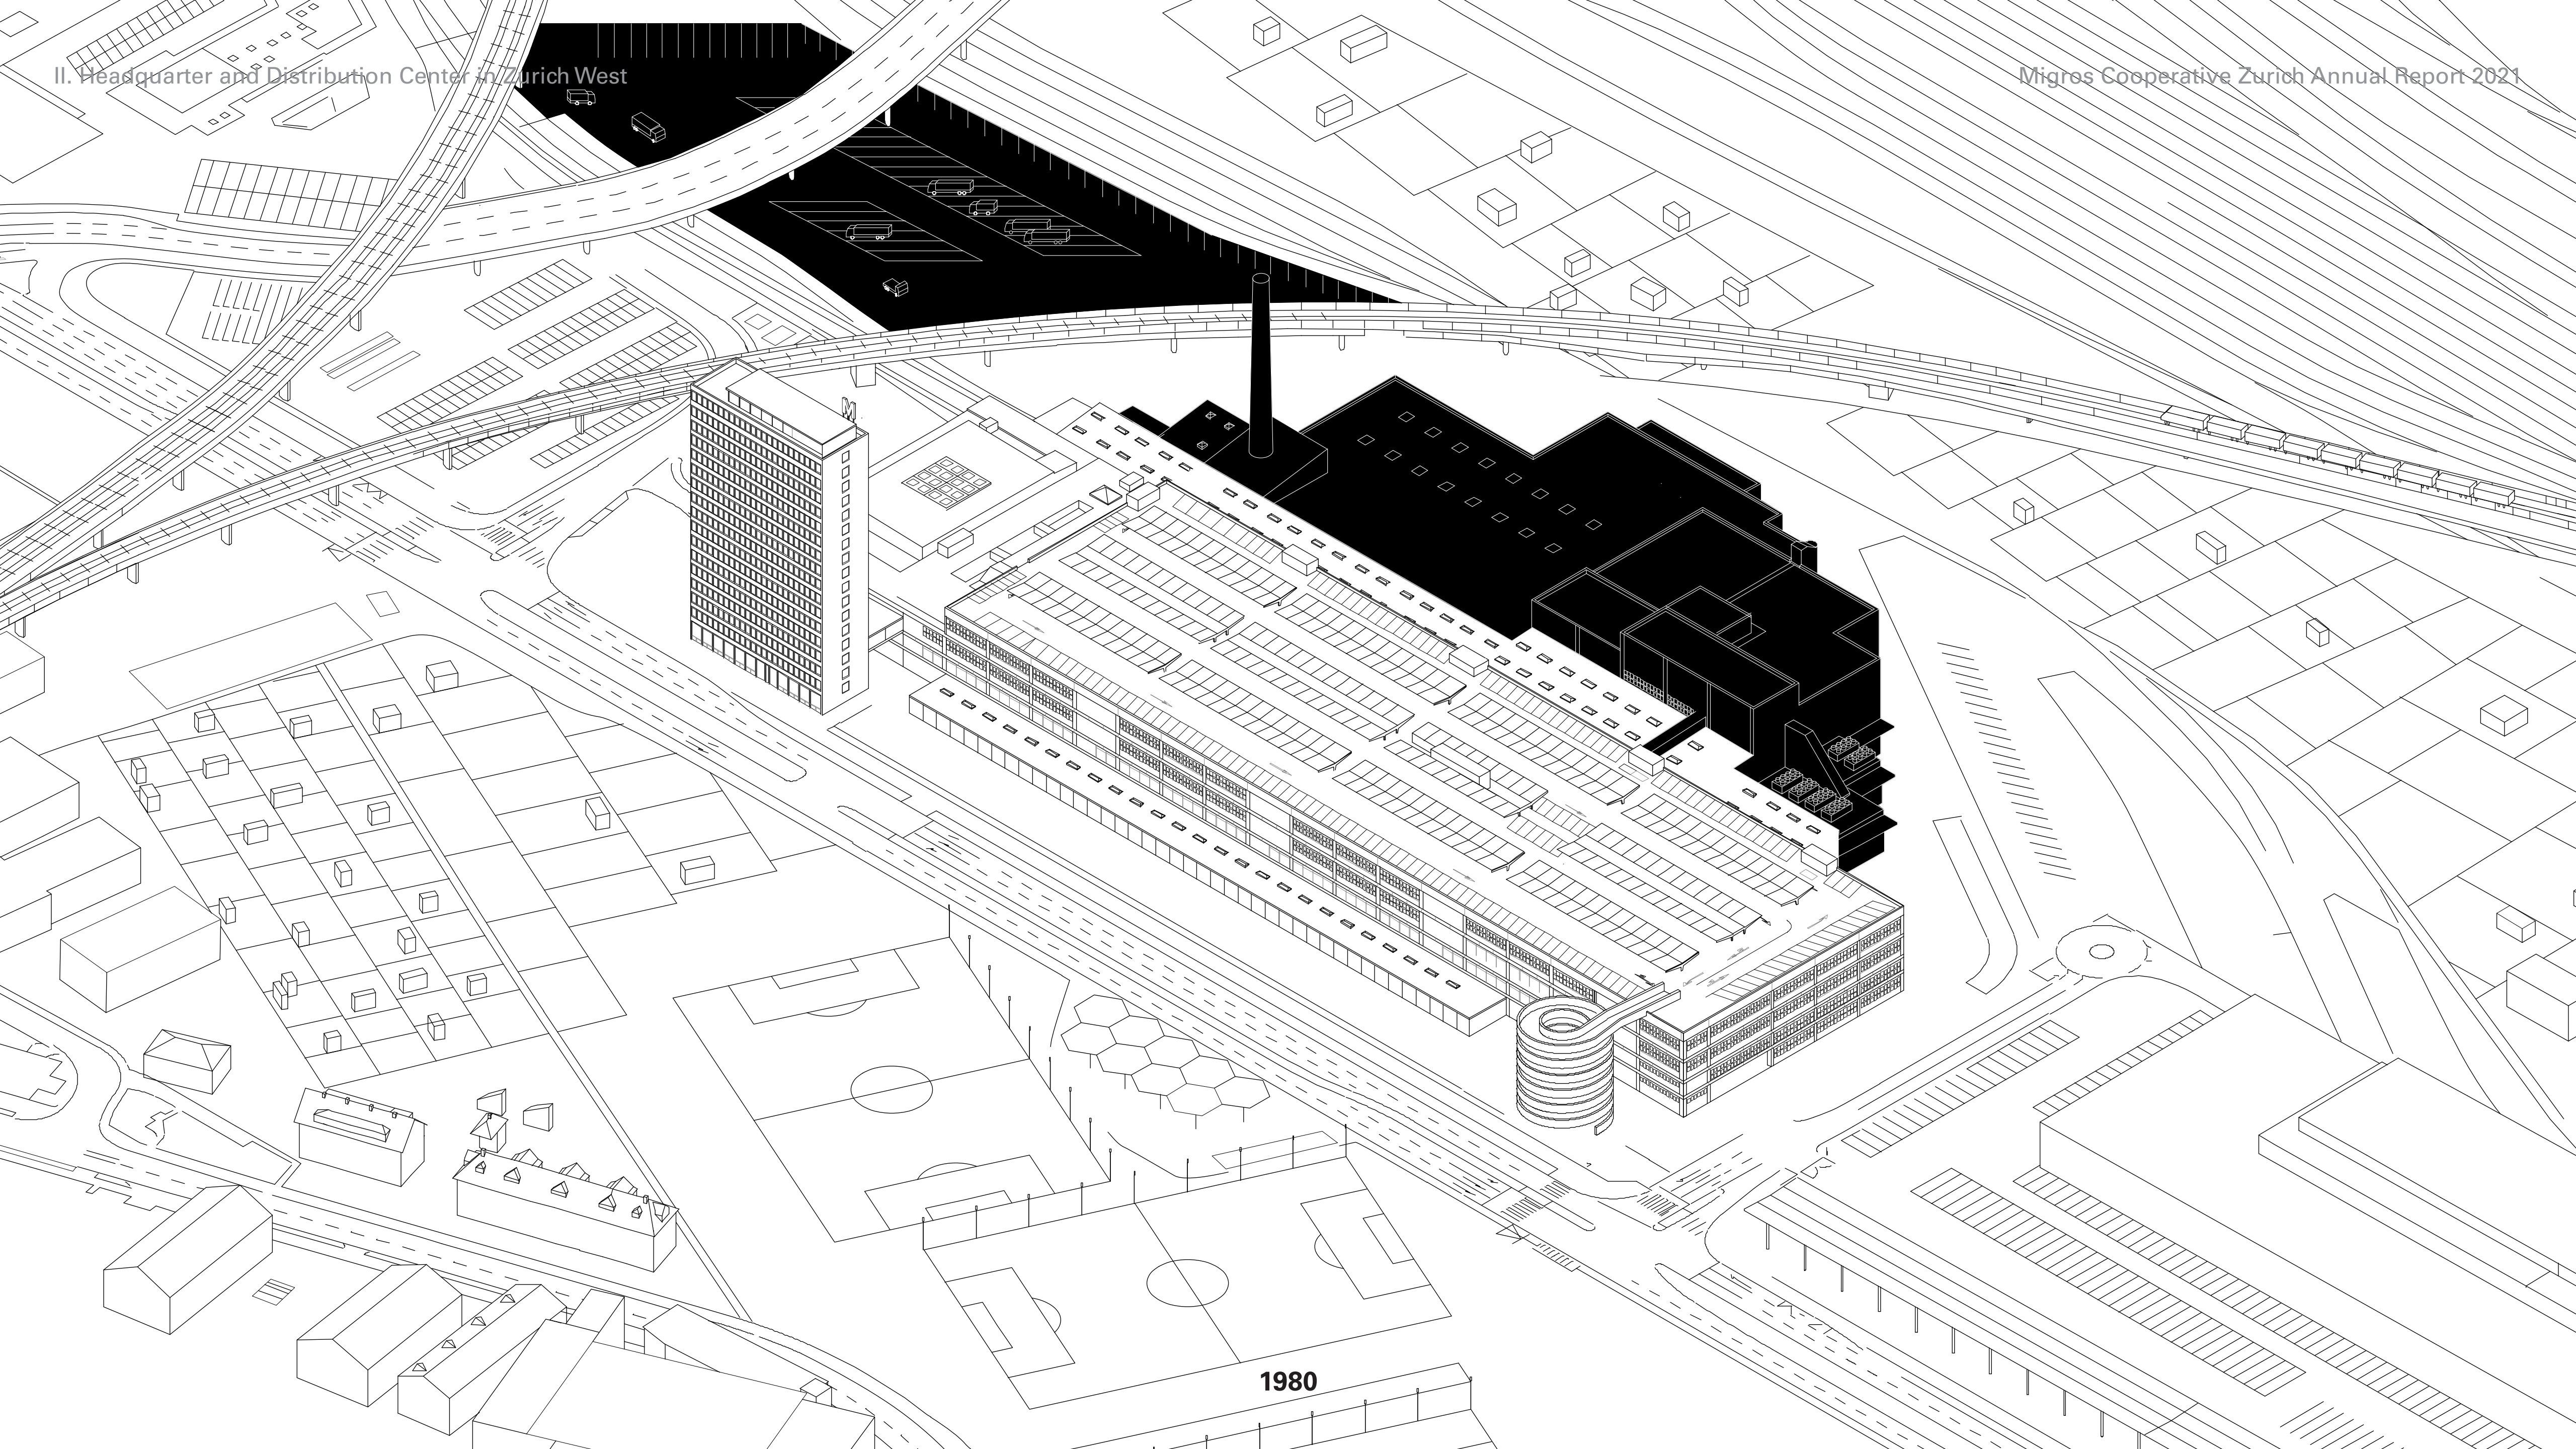 II. Headquarter and Distribution Center in Zurich West
Migros Cooperative Zurich Annual Report 2021
M
1980